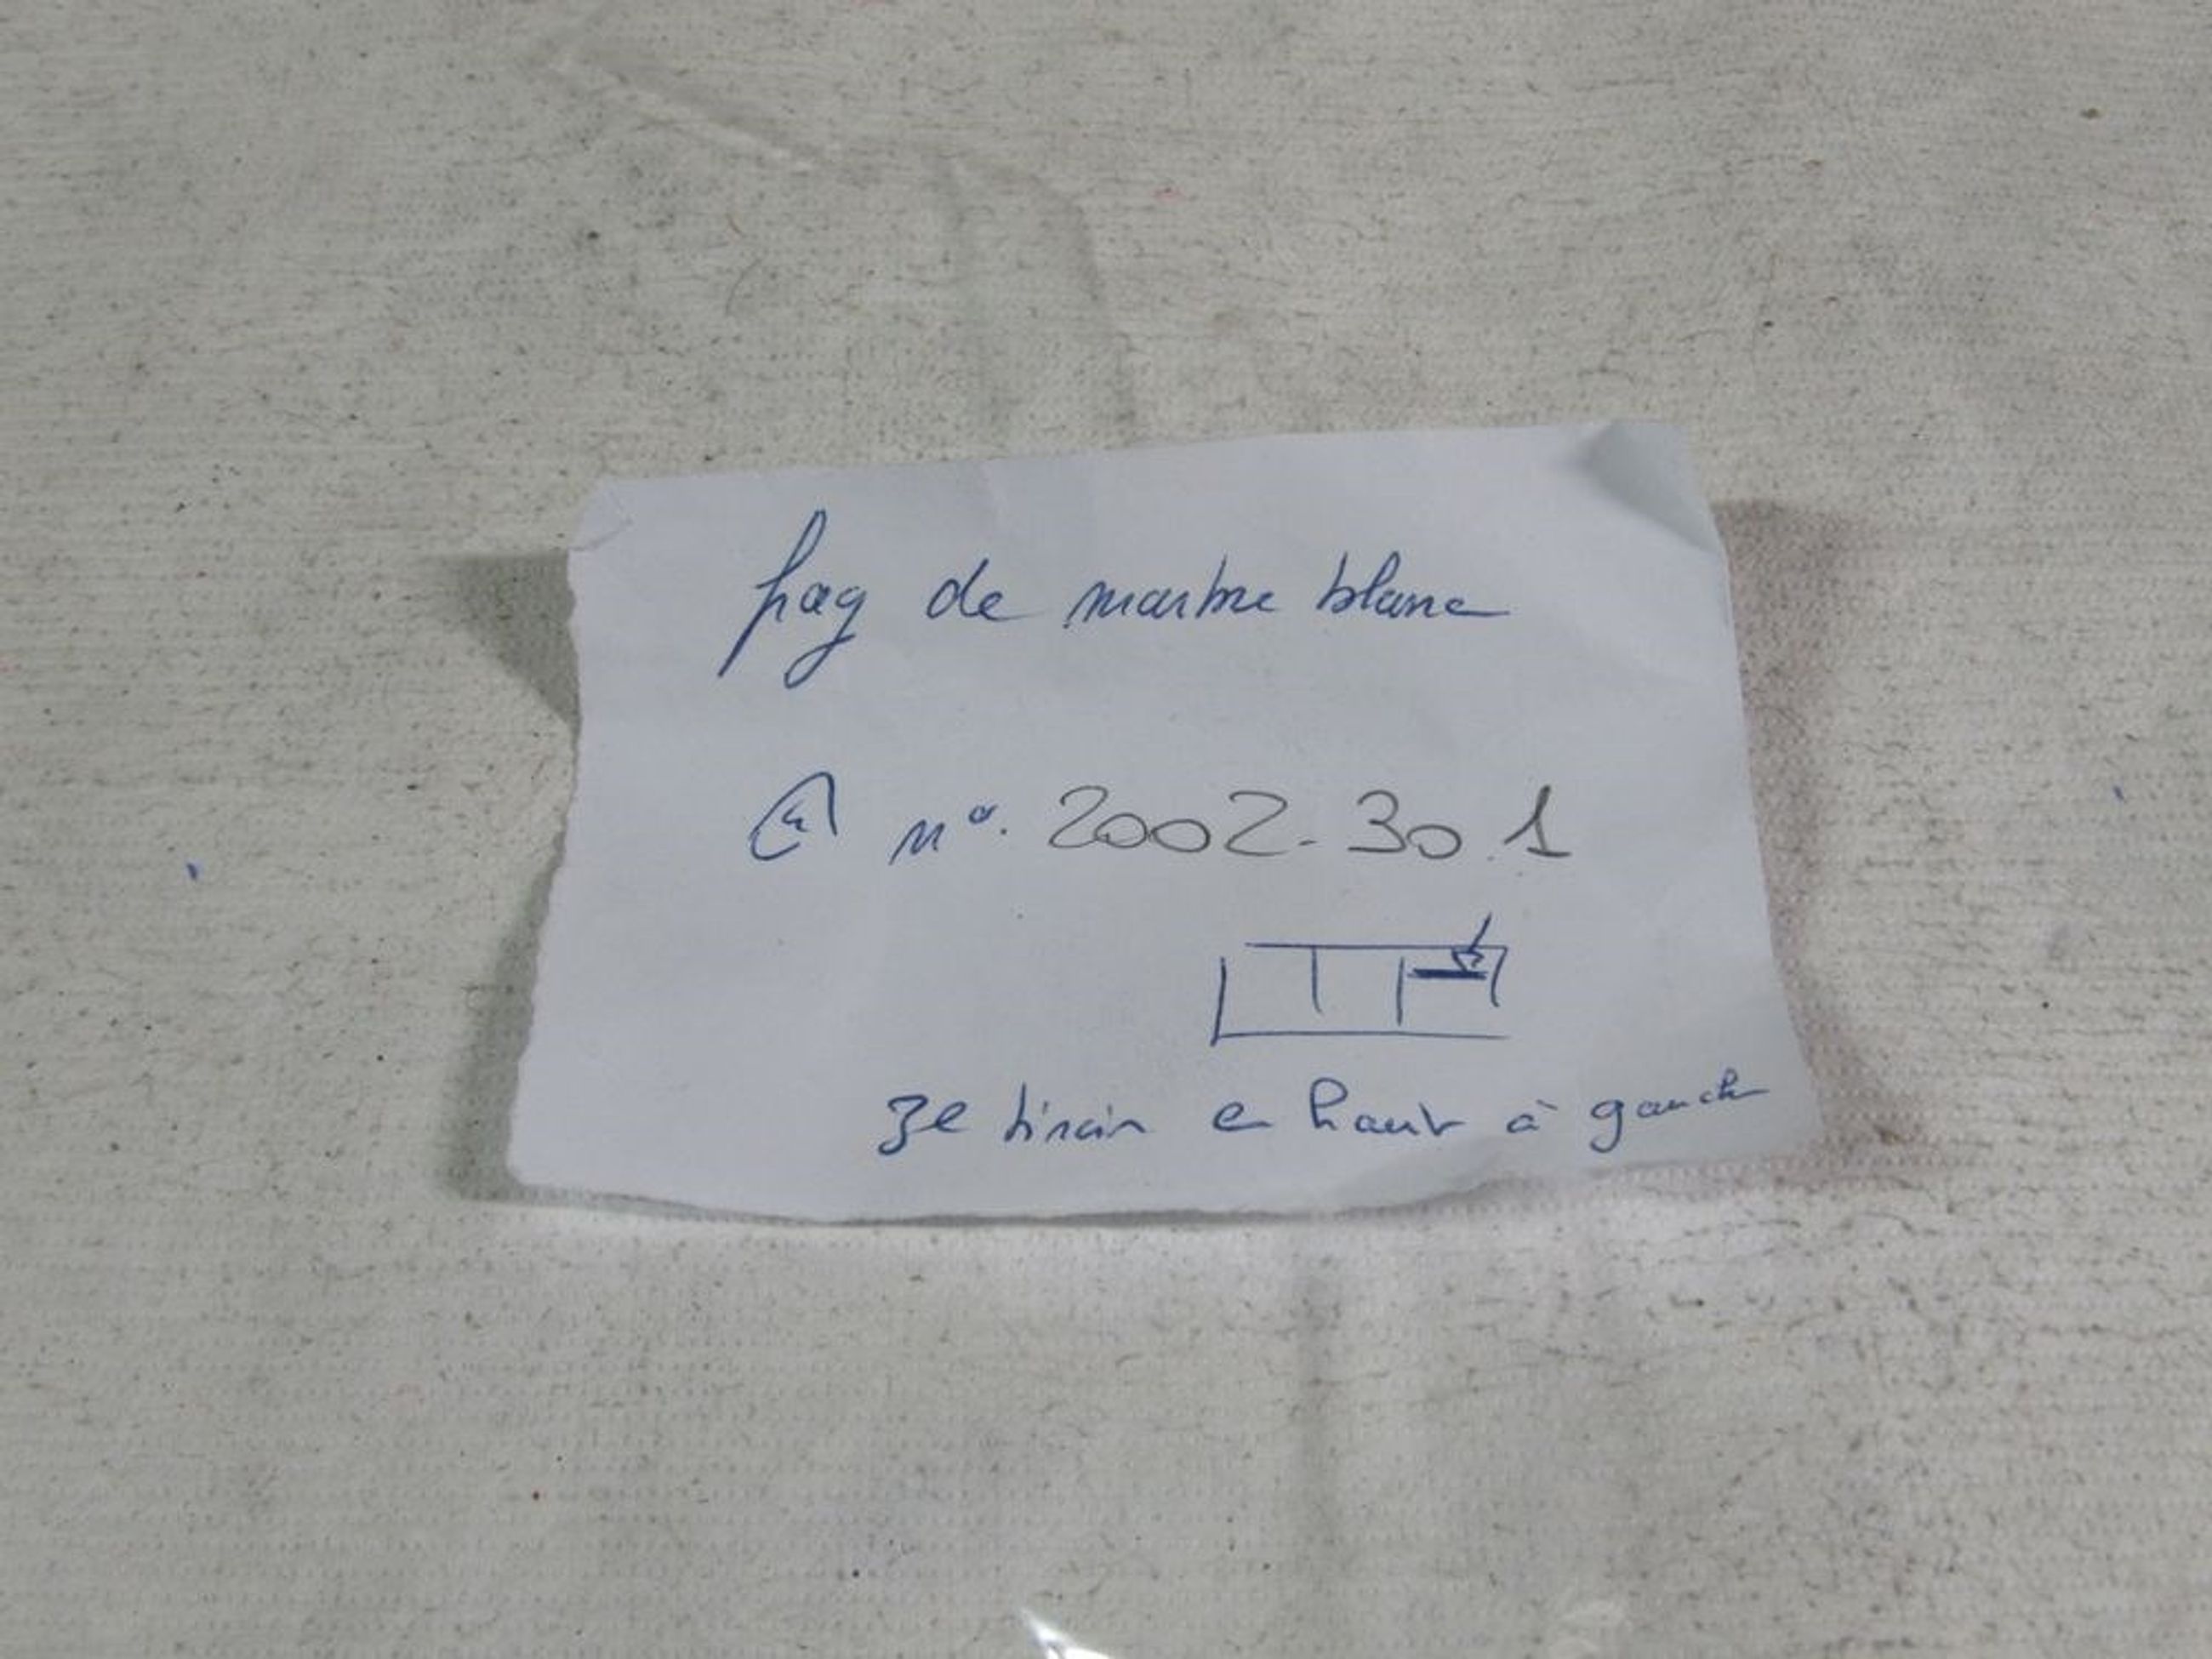 frag de marbre blanc
n°. 2002.30.1
3e tiroir en haut à gauche